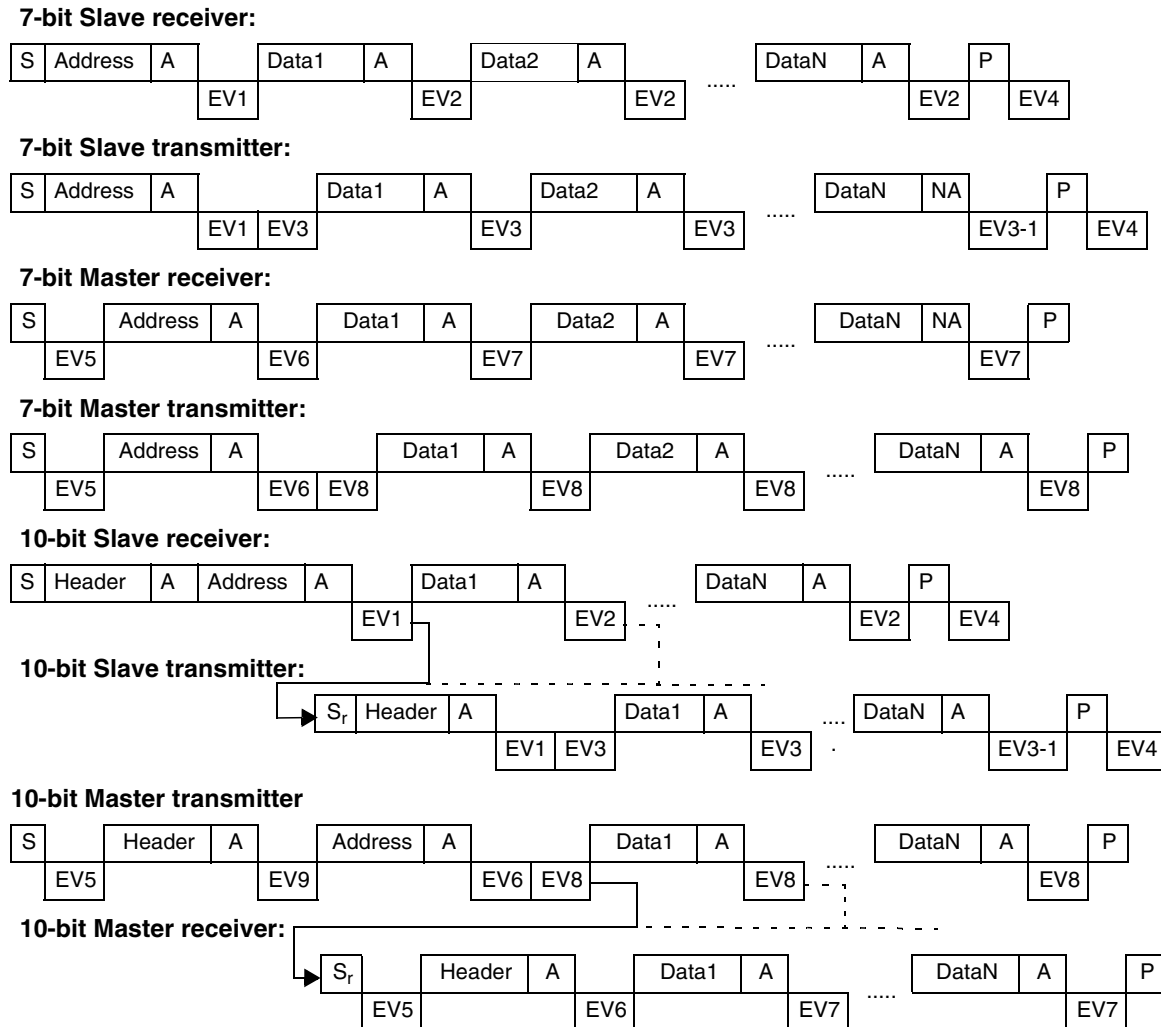 7-bit Slave receiver:
S Address A Data1 A Data2 A ..... DataN A P
EV1 EV2 EV2 EV2 EV4
7-bit Slave transmitter:
S Address A Data1 A Data2 A ..... DataN NA P
EV1 EV3 EV3 EV3 EV3-1 EV4
7-bit Master receiver:
S Address A Data1 A Data2 A ..... DataN NA P
EV5 EV6 EV7 EV7 EV7
7-bit Master transmitter:
S Address A Data1 A Data2 A ..... DataN A P
EV5 EV6 EV8 EV8 EV8 EV8
10-bit Slave receiver:
S Header A Address A Data1 A ..... DataN A P
EV1 EV2 EV2 EV4
10-bit Slave transmitter:
Sr Header A Data1 A .... DataN A P
EV1 EV3 EV3 . EV3-1 EV4
10-bit Master transmitter
S Header A Address A Data1 A ..... DataN A P
EV5 EV9 EV6 EV8 EV8 EV8
10-bit Master receiver:
Sr Header A Data1 A ..... DataN A P
EV5 EV6 EV7 EV7